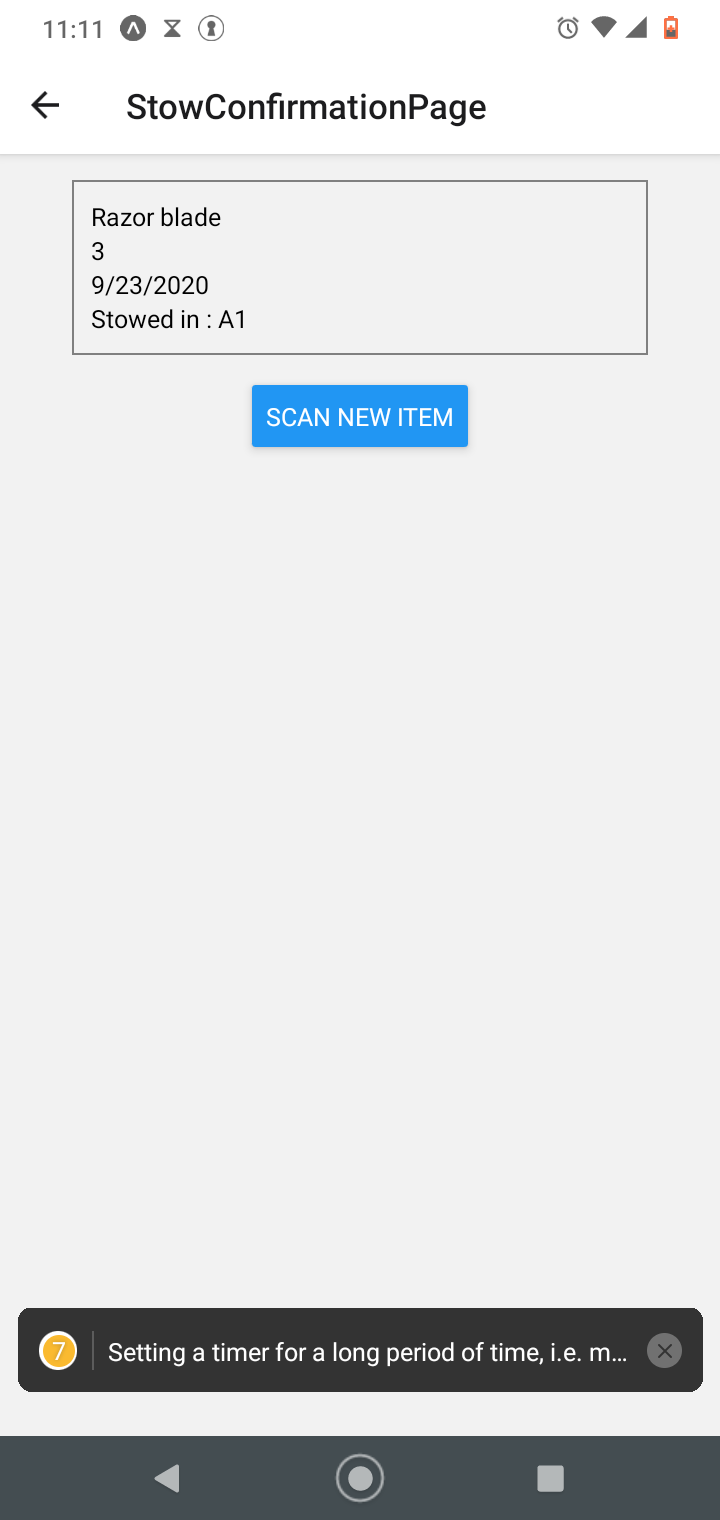 11:11
StowConfirmationPage
Razor blade
3
9/23/2020
Stowed in : A1
SCAN NEW ITEM
7 Setting a timer for a long period of time, i.e. m...